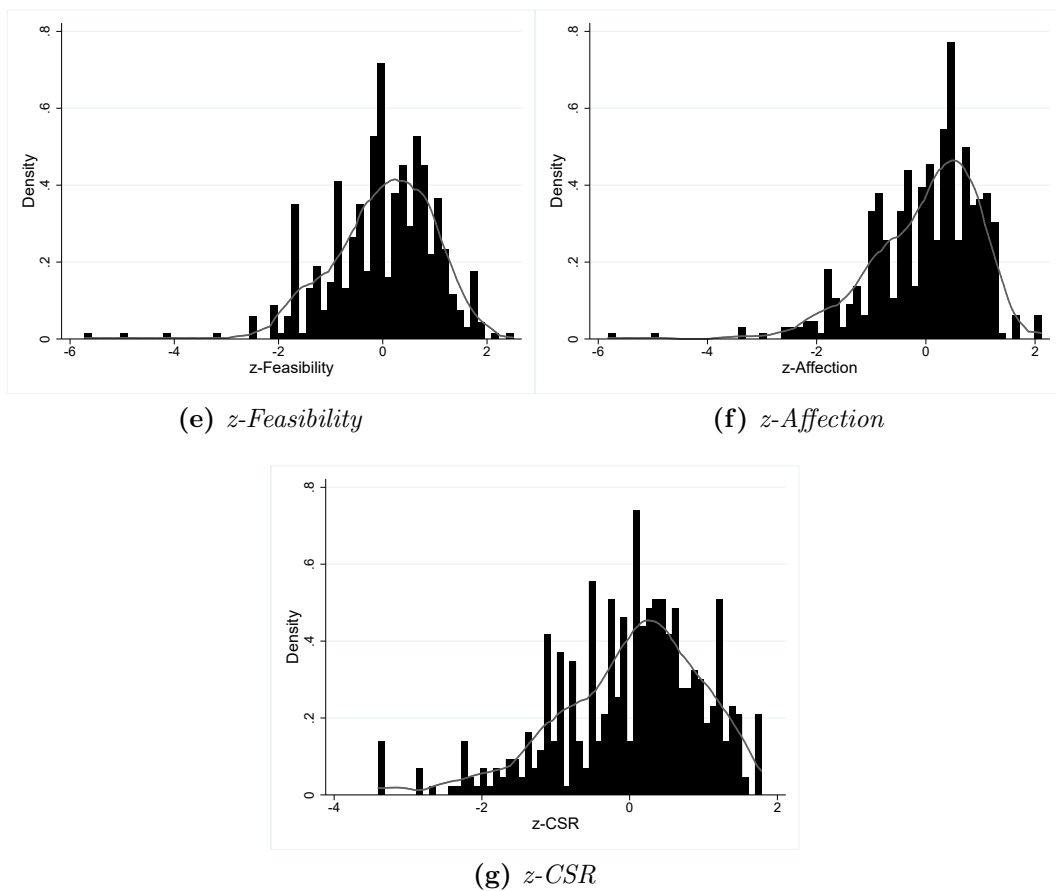 Density
0 .2 .4 .6 .8
-6 -4 -2 0 2
z-Feasibility
(e) z-Feasibility
Density
0 .2 .4 .6 .8
-6 -4 -2 0 2
z-Affection
(f) z-Affection
Density
0 .2 .4 .6 .8
-4 -2 0 2
z-CSR
(g) z-CSR